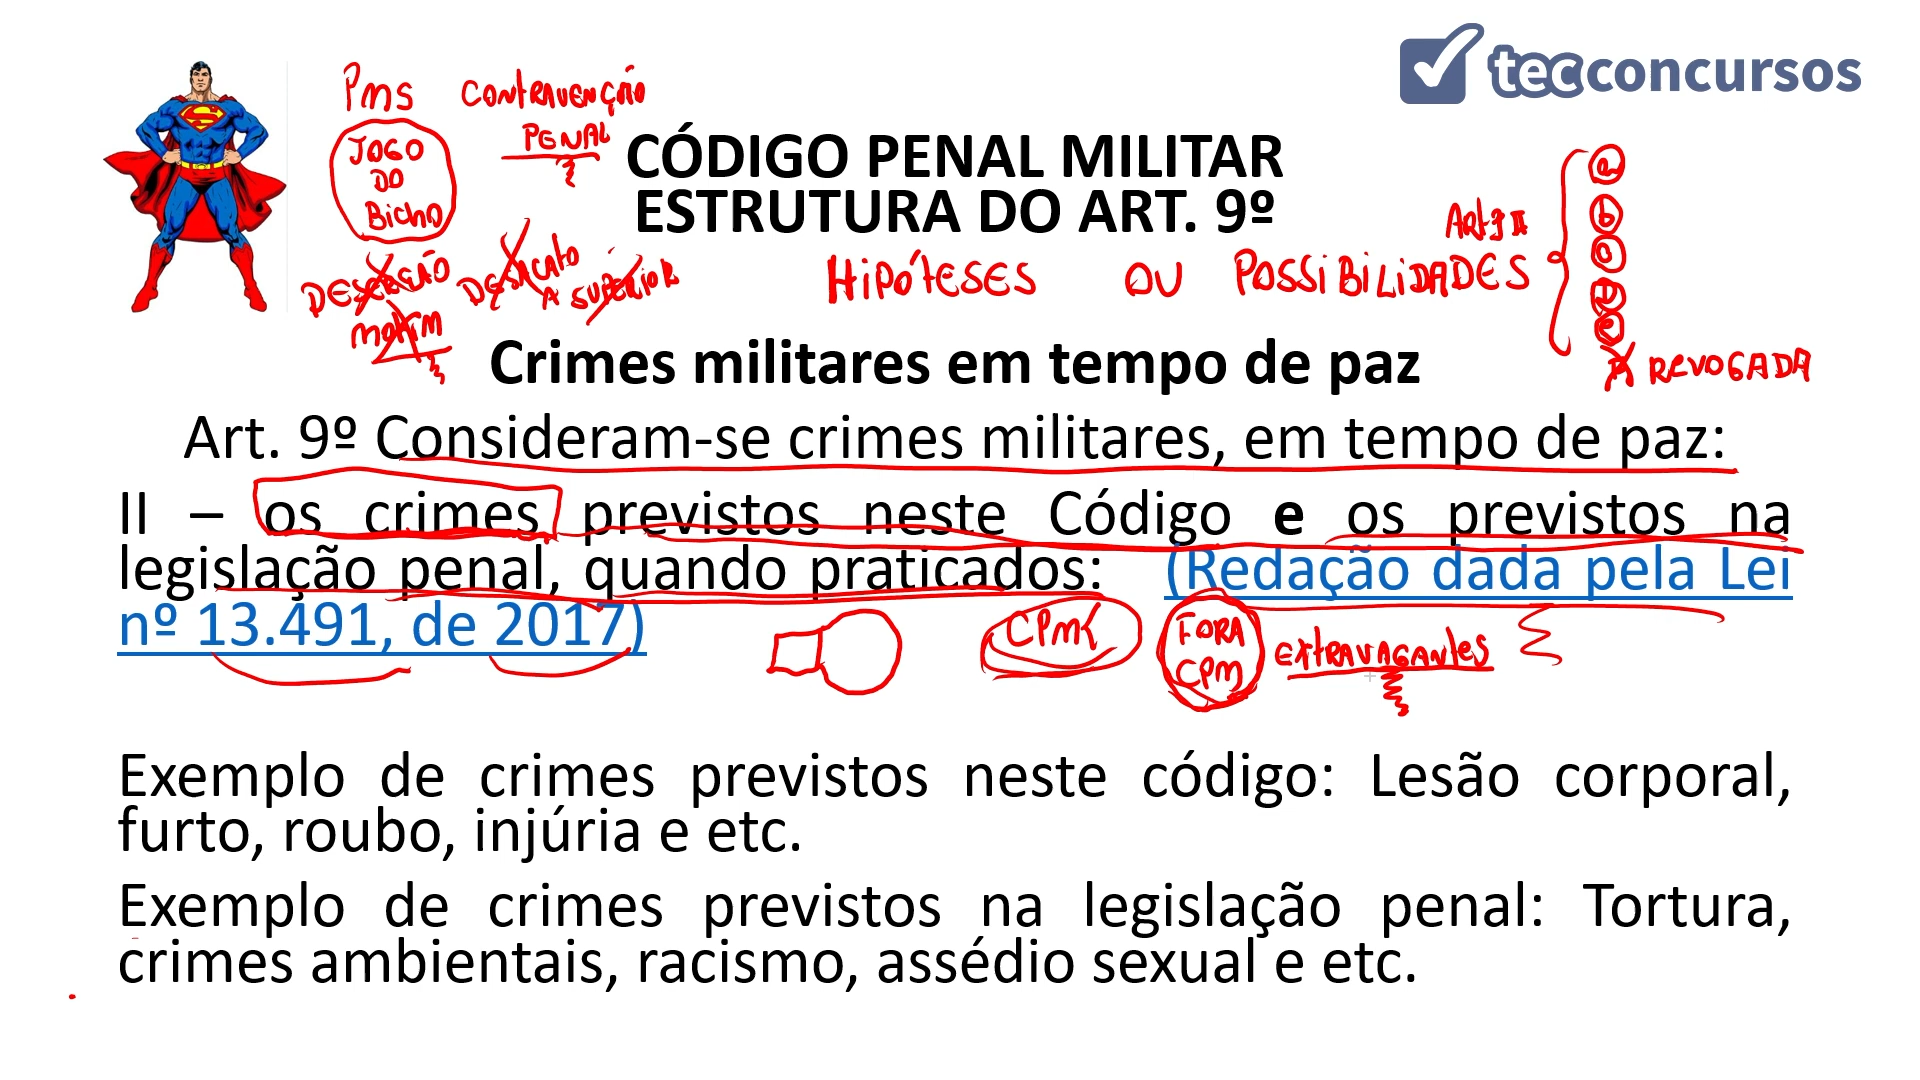 tecconcursos
PMS
CONTRAVENÇÃO
PENAL
JOGO
DO
BICHO
CÓDIGO PENAL MILITAR
ESTRUTURA DO ART. 9º
DESERÇÃO
DESACATO
A SUPERIOR
MOTIM
HIPÓTESES OU POSSIBILIDADES
ART 9 II
a
b
c
D
e
REVOGADA
Crimes militares em tempo de paz
Art. 9º Consideram-se crimes militares, em tempo de paz:
II – os crimes previstos neste Código e os previstos na
legislação penal, quando praticados: (Redação dada pela Lei
nº 13.491, de 2017)
CPM
FORA
CPM
EXTRAVAGANTES
Exemplo de crimes previstos neste código: Lesão corporal,
furto, roubo, injúria e etc.
Exemplo de crimes previstos na legislação penal: Tortura,
crimes ambientais, racismo, assédio sexual e etc.